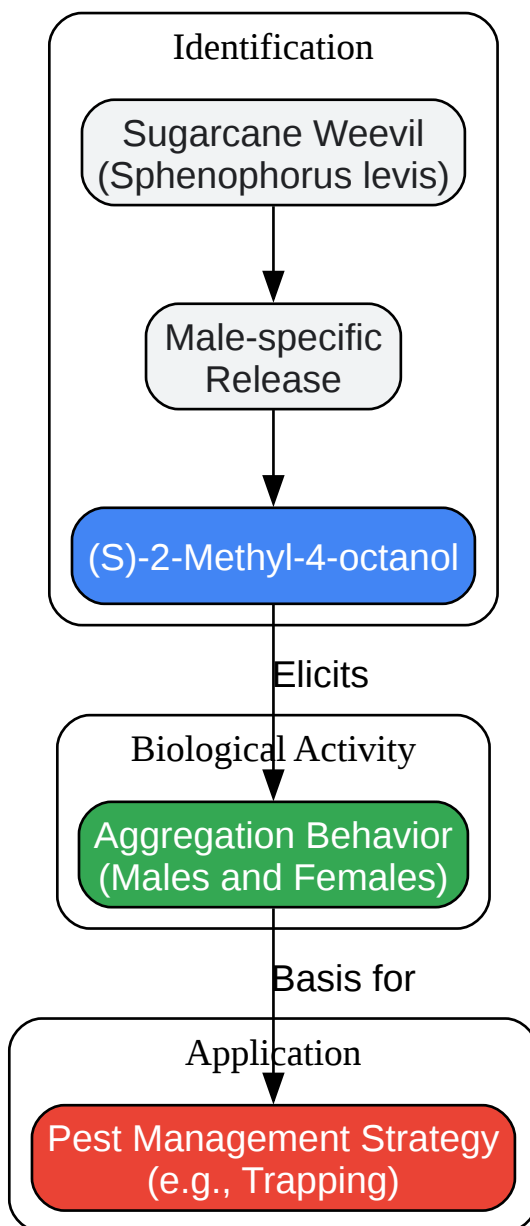 Identification
Sugarcane Weevil
(Sphenophorus levis)
Male-specific
Release
(S)-2-Methyl-4-octanol
Elicits
Biological Activity
Aggregation Behavior
(Males and Females)
Basis for
Application
Pest Management Strategy
(e.g., Trapping)